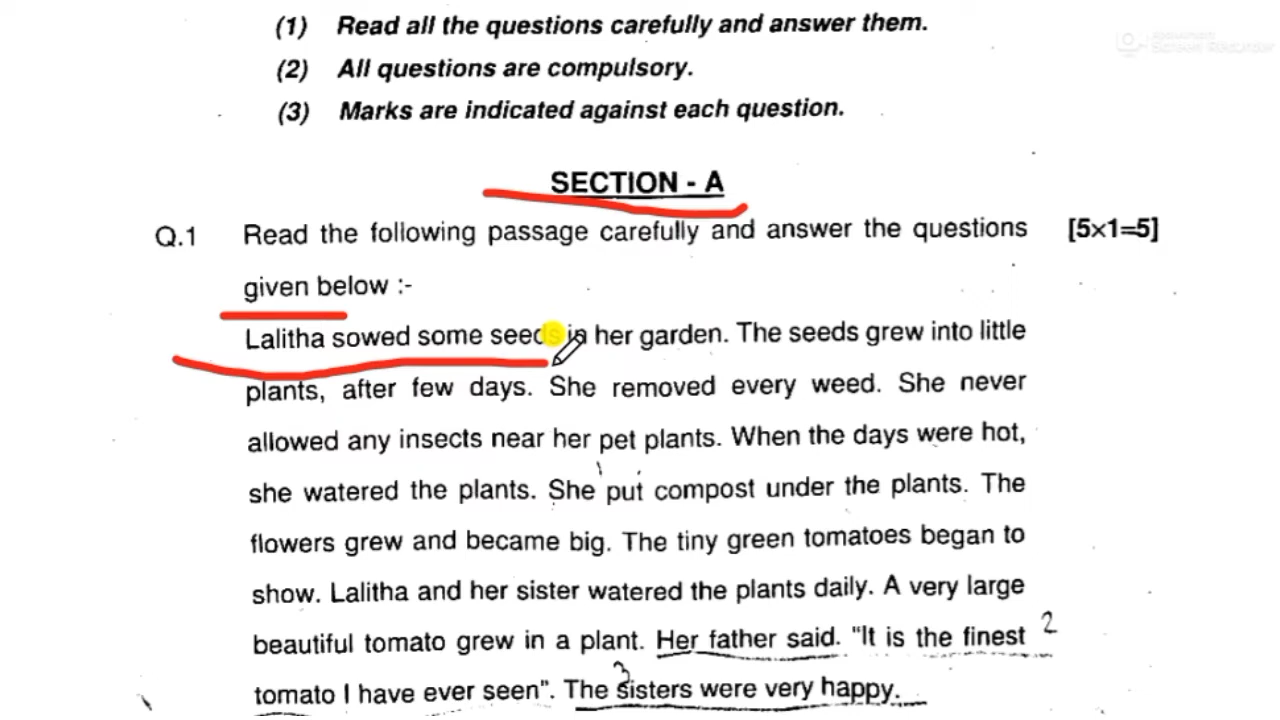 (1) Read all the questions carefully and answer them.
(2) All questions are compulsory.
(3) Marks are indicated against each question.
Screen Recorder
SECTION - A
Q.1 Read the following passage carefully and answer the questions [5×1=5]
given below :-
Lalitha sowed some seeds in her garden. The seeds grew into little
plants, after few days. She removed every weed. She never
allowed any insects near her pet plants. When the days were hot,
she watered the plants. She put compost under the plants. The
flowers grew and became big. The tiny green tomatoes began to
show. Lalitha and her sister watered the plants daily. A very large
beautiful tomato grew in a plant. Her father said. "It is the finest 2
3
tomato I have ever seen". The sisters were very happy.